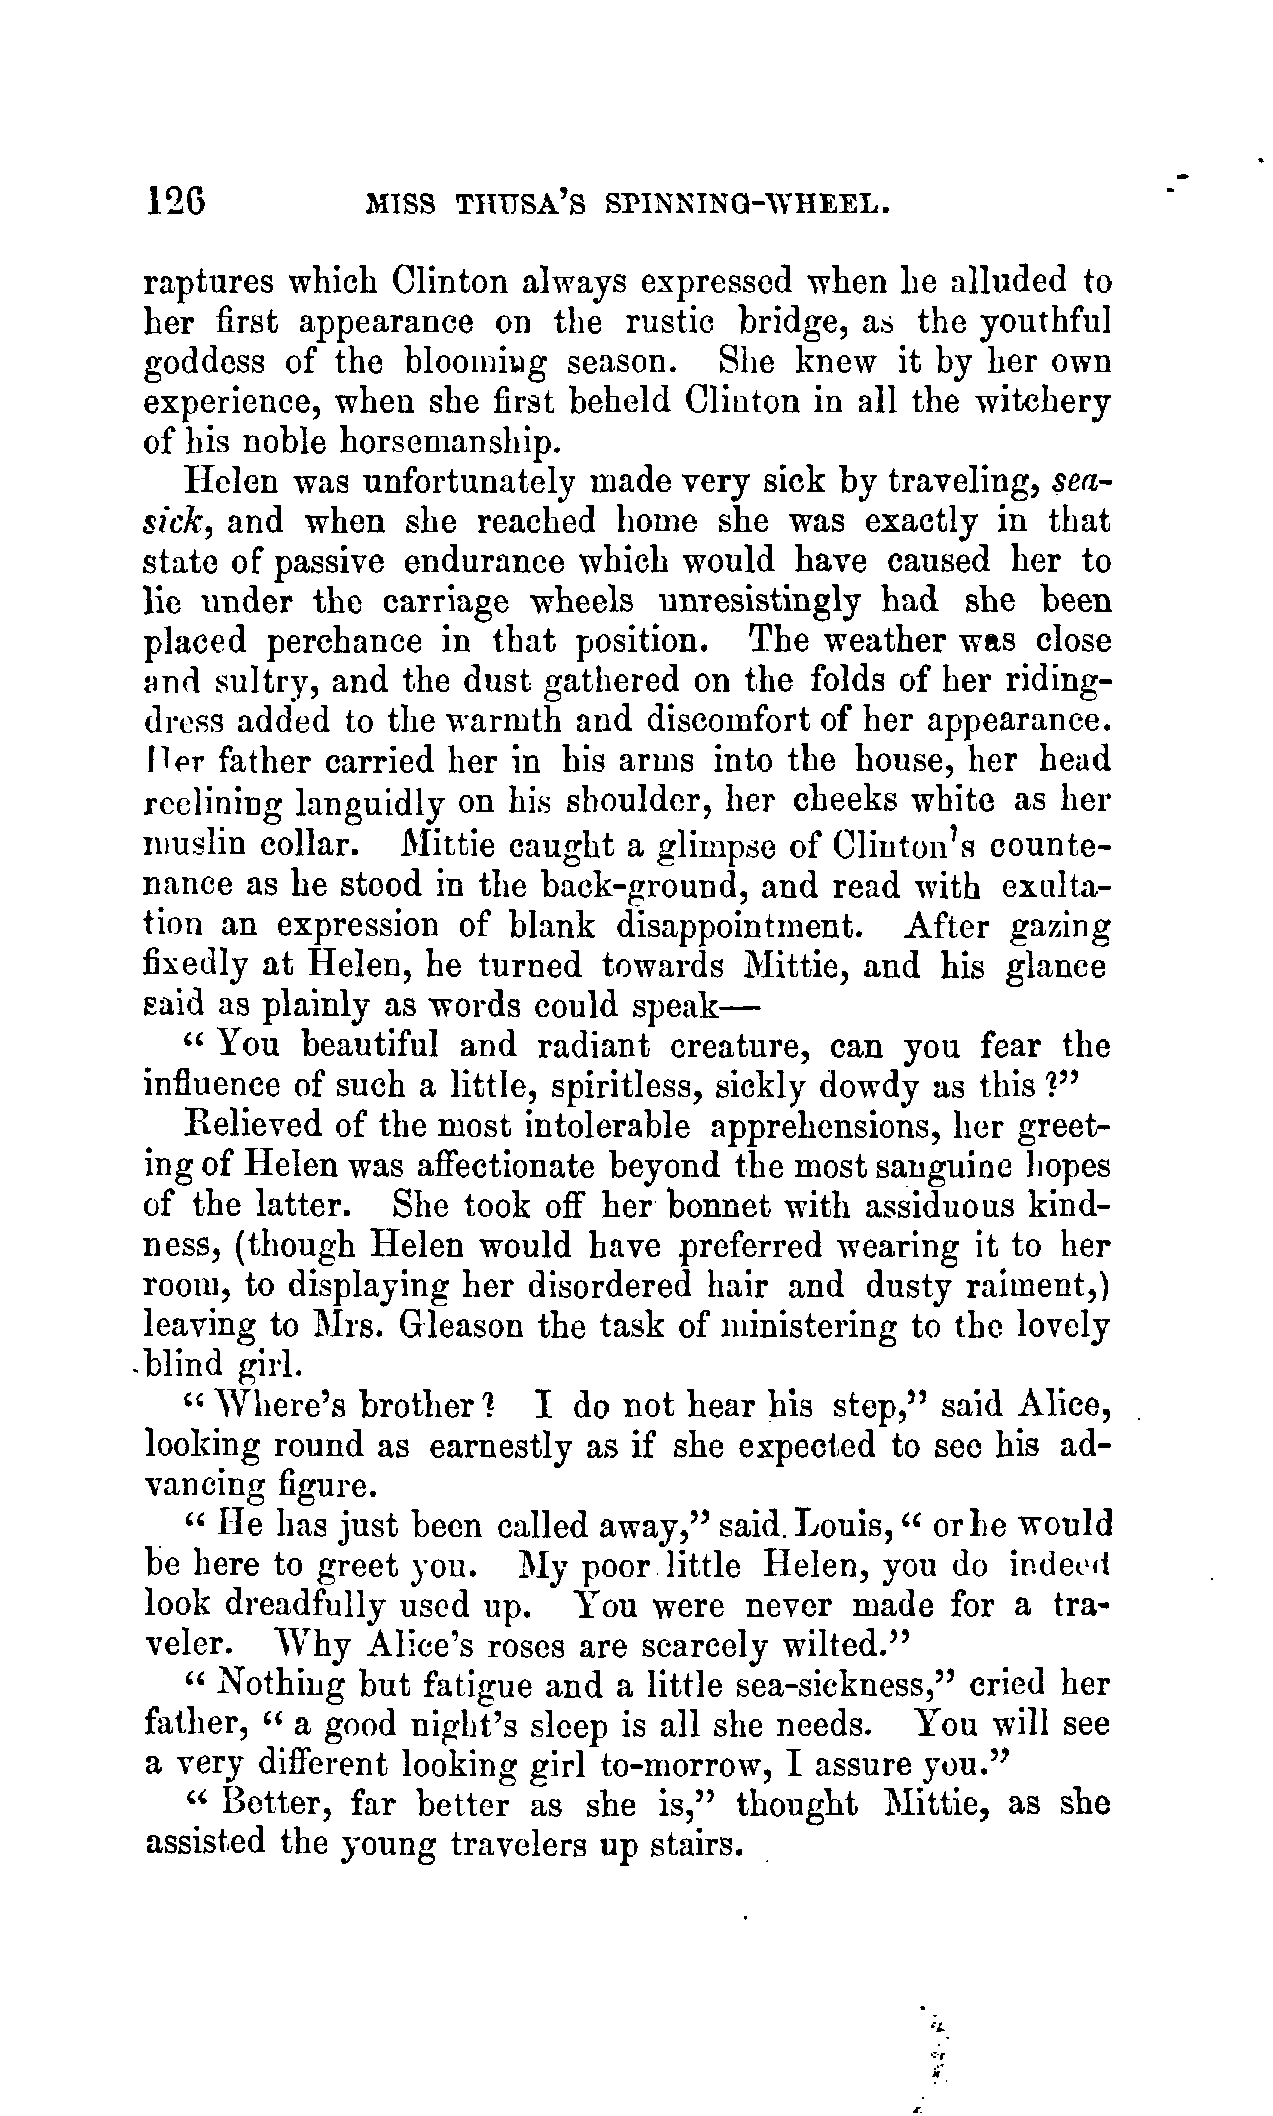 126 MISS THUSA'S SPINNING-WHEEL.
raptures which Clinton always expressed when he alluded to
her first appearance on the rustic bridge, as the youthful
goddess of the blooming season. She knew it by her own
experience, when she first beheld Clinton in all the witchery
of his noble horsemanship.
Helen was unfortunately made very sick by traveling, sea-
sick, and when she reached home she was exactly in that
state of passive endurance which would have caused her to
lie under the carriage wheels unresistingly had she been
placed perchance in that position. The weather was close
and sultry, and the dust gathered on the folds of her riding-
dress added to the warmth and discomfort of her appearance.
Her father carried her in his arms into the house, her head
reclining languidly on his shoulder, her cheeks white as her
muslin collar. Mittie caught a glimpse of Clinton's counte-
nance as he stood in the back-ground, and read with exulta-
tion an expression of blank disappointment. After gazing
fixedly at Helen, he turned towards Mittie, and his glance
said as plainly as words could speak—
" You beautiful and radiant creature, can you fear the
influence of such a little, spiritless, sickly dowdy as this ?"
Relieved of the most intolerable apprehensions, her greet-
ing of Helen was affectionate beyond the most sanguine hopes
of the latter. She took off her bonnet with assiduous kind-
ness, (though Helen would have preferred wearing it to her
room, to displaying her disordered hair and dusty raiment,)
leaving to Mrs. Gleason the task of ministering to the lovely
blind girl.
" Where's brother ? I do not hear his step," said Alice,
looking round as earnestly as if she expected to see his ad-
vancing figure.
" He has just been called away," said Louis, " or he would
be here to greet you. My poor little Helen, you do indeed
look dreadfully used up. You were never made for a tra-
veler. Why Alice's roses are scarcely wilted."
" Nothing but fatigue and a little sea-sickness," cried her
father, " a good night's sleep is all she needs. You will see
a very different looking girl to-morrow, I assure you."
" Better, far better as she is," thought Mittie, as she
assisted the young travelers up stairs.